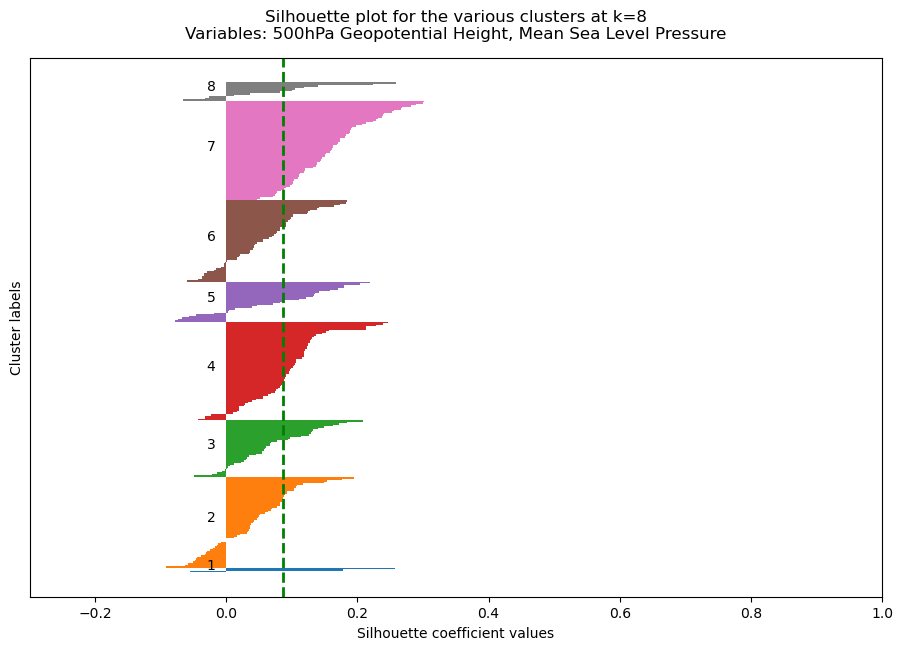 Silhouette plot for the various clusters at k=8
Variables: 500hPa Geopotential Height, Mean Sea Level Pressure
8
7
6
5
4
3
2
1
Cluster labels
−0.2 0.0 0.2 0.4 0.6 0.8 1.0
Silhouette coefficient values